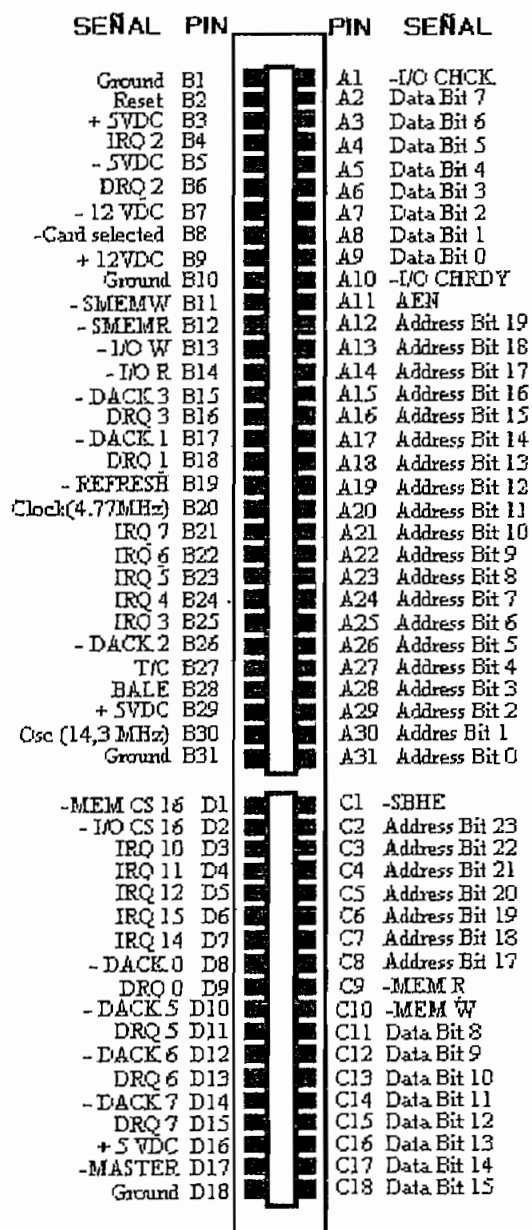 SEÑAL PIN PIN SEÑAL
Ground B1 A1 -I/O CHCK
Reset B2 A2 Data Bit 7
+ 5VDC B3 A3 Data Bit 6
IRQ 2 B4 A4 Data Bit 5
- 5VDC B5 A5 Data Bit 4
DRQ 2 B6 A6 Data Bit 3
- 12 VDC B7 A7 Data Bit 2
-Card selected B8 A8 Data Bit 1
+ 12VDC B9 A9 Data Bit 0
Ground B10 A10 -I/O CHRDY
- SMEMW B11 A11 AEN
- SMEMR B12 A12 Address Bit 19
- I/O W B13 A13 Address Bit 18
- I/O R B14 A14 Address Bit 17
- DACK 3 B15 A15 Address Bit 16
DRQ 3 B16 A16 Address Bit 15
- DACK 1 B17 A17 Address Bit 14
DRQ 1 B18 A18 Address Bit 13
- REFRESH B19 A19 Address Bit 12
Clock(4.77MHz) B20 A20 Address Bit 11
IRQ 7 B21 A21 Address Bit 10
IRQ 6 B22 A22 Address Bit 9
IRQ 5 B23 A23 Address Bit 8
IRQ 4 B24 A24 Address Bit 7
IRQ 3 B25 A25 Address Bit 6
- DACK 2 B26 A26 Address Bit 5
T/C B27 A27 Address Bit 4
BALE B28 A28 Address Bit 3
+ 5VDC B29 A29 Address Bit 2
Osc (14,3 MHz) B30 A30 Addres Bit 1
Ground B31 A31 Address Bit 0
-MEM CS 16 D1 C1 -SBHE
- I/O CS 16 D2 C2 Address Bit 23
IRQ 10 D3 C3 Address Bit 22
IRQ 11 D4 C4 Address Bit 21
IRQ 12 D5 C5 Address Bit 20
IRQ 15 D6 C6 Address Bit 19
IRQ 14 D7 C7 Address Bit 18
- DACK 0 D8 C8 Address Bit 17
DRQ 0 D9 C9 -MEM R
- DACK 5 D10 C10 -MEM W
DRQ 5 D11 C11 Data Bit 8
- DACK 6 D12 C12 Data Bit 9
DRQ 6 D13 C13 Data Bit 10
- DACK 7 D14 C14 Data Bit 11
DRQ 7 D15 C15 Data Bit 12
+ 5 VDC D16 C16 Data Bit 13
-MASTER D17 C17 Data Bit 14
Ground D18 C18 Data Bit 15